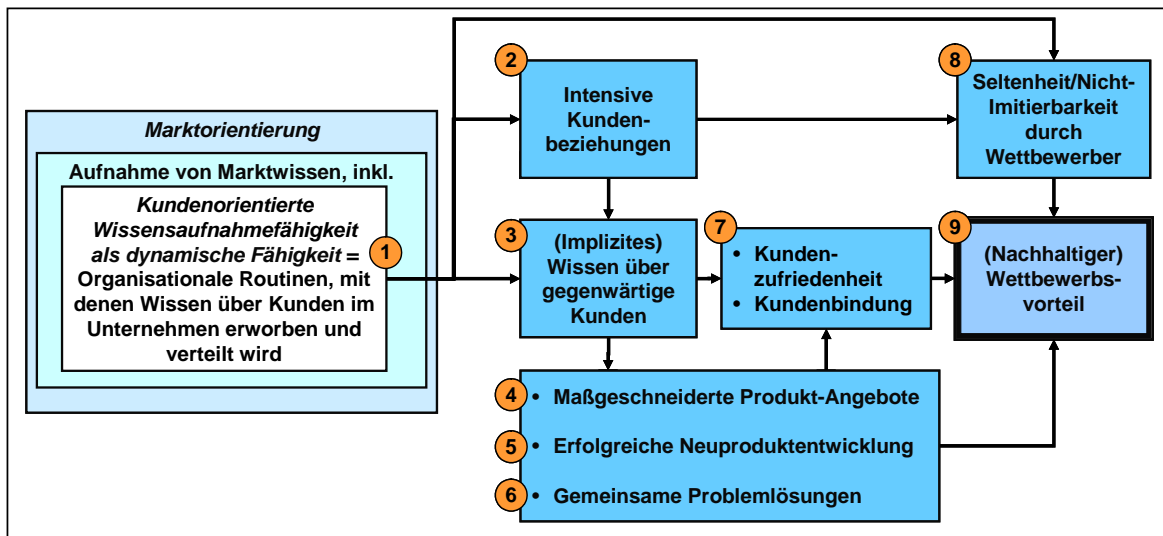 Marktorientierung
Aufnahme von Marktwissen, inkl.
Kundenorientierte
Wissensaufnahmefähigkeit
als dynamische Fähigkeit =
Organisationale Routinen, mit
denen Wissen über Kunden im
Unternehmen erworben und
verteilt wird
1
2
Intensive
Kunden-
beziehungen
3
(Implizites)
Wissen über
gegenwärtige
Kunden
4 • Maßgeschneiderte Produkt-Angebote
5 • Erfolgreiche Neuproduktentwicklung
6 • Gemeinsame Problemlösungen
7
• Kunden-
zufriedenheit
• Kundenbindung
8
Seltenheit/Nicht-
Imitierbarkeit
durch
Wettbewerber
9
(Nachhaltiger)
Wettbewerbs-
vorteil